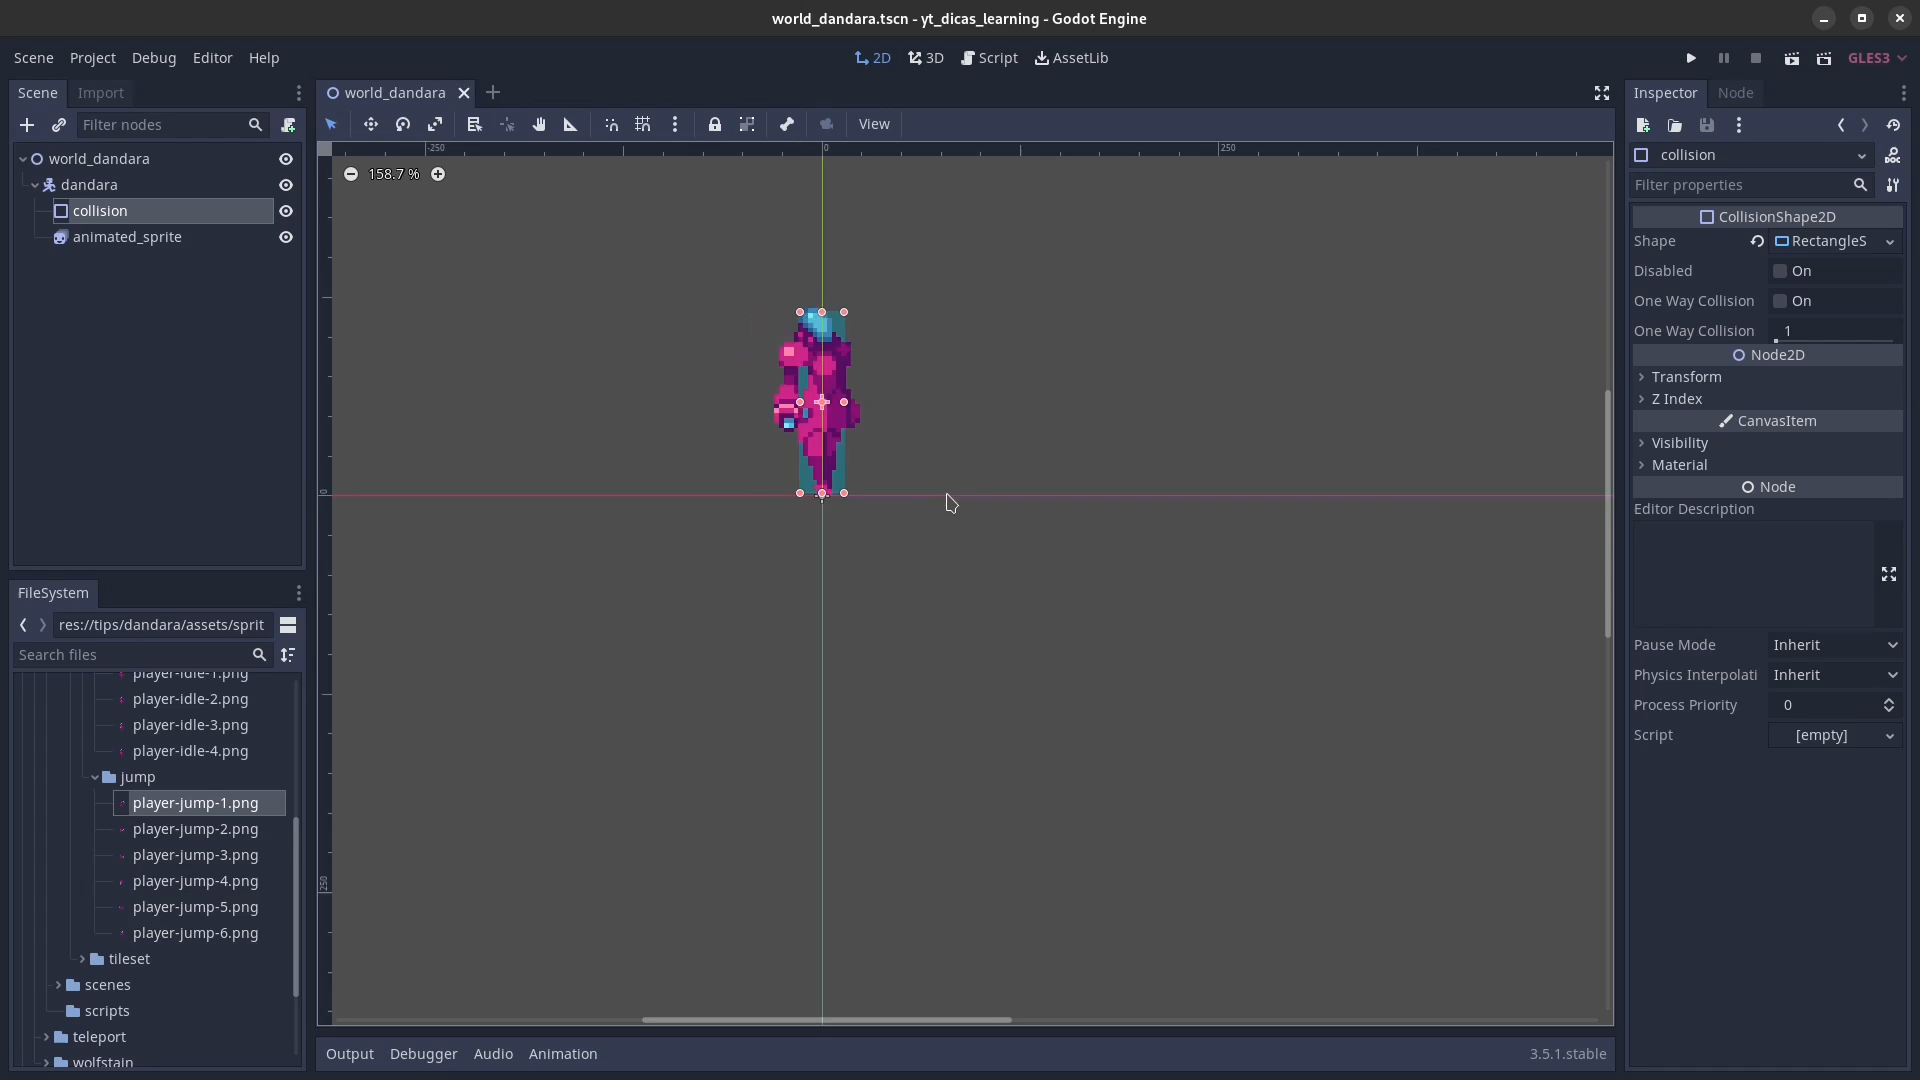 world_dandara.tscn - yt_dicas_learning - Godot Engine
Scene Project Debug Editor Help
2D 3D Script AssetLib
GLES3
Scene Import
Filter nodes
world_dandara
dandara
collision
animated_sprite
FileSystem
res://tips/dandara/assets/sprit
Search files
player-idle-1.png
player-idle-2.png
player-idle-3.png
player-idle-4.png
jump
player-jump-1.png
player-jump-2.png
player-jump-3.png
player-jump-4.png
player-jump-5.png
player-jump-6.png
tileset
scenes
scripts
teleport
wolfstain
world_dandara
View
-250 0 250
158.7 %
0
250
Output Debugger Audio Animation
3.5.1.stable
Inspector Node
collision
Filter properties
CollisionShape2D
Shape RectangleS
Disabled On
One Way Collision On
One Way Collision 1
Node2D
Transform
Z Index
CanvasItem
Visibility
Material
Node
Editor Description
Pause Mode Inherit
Physics Interpolati Inherit
Process Priority 0
Script [empty]